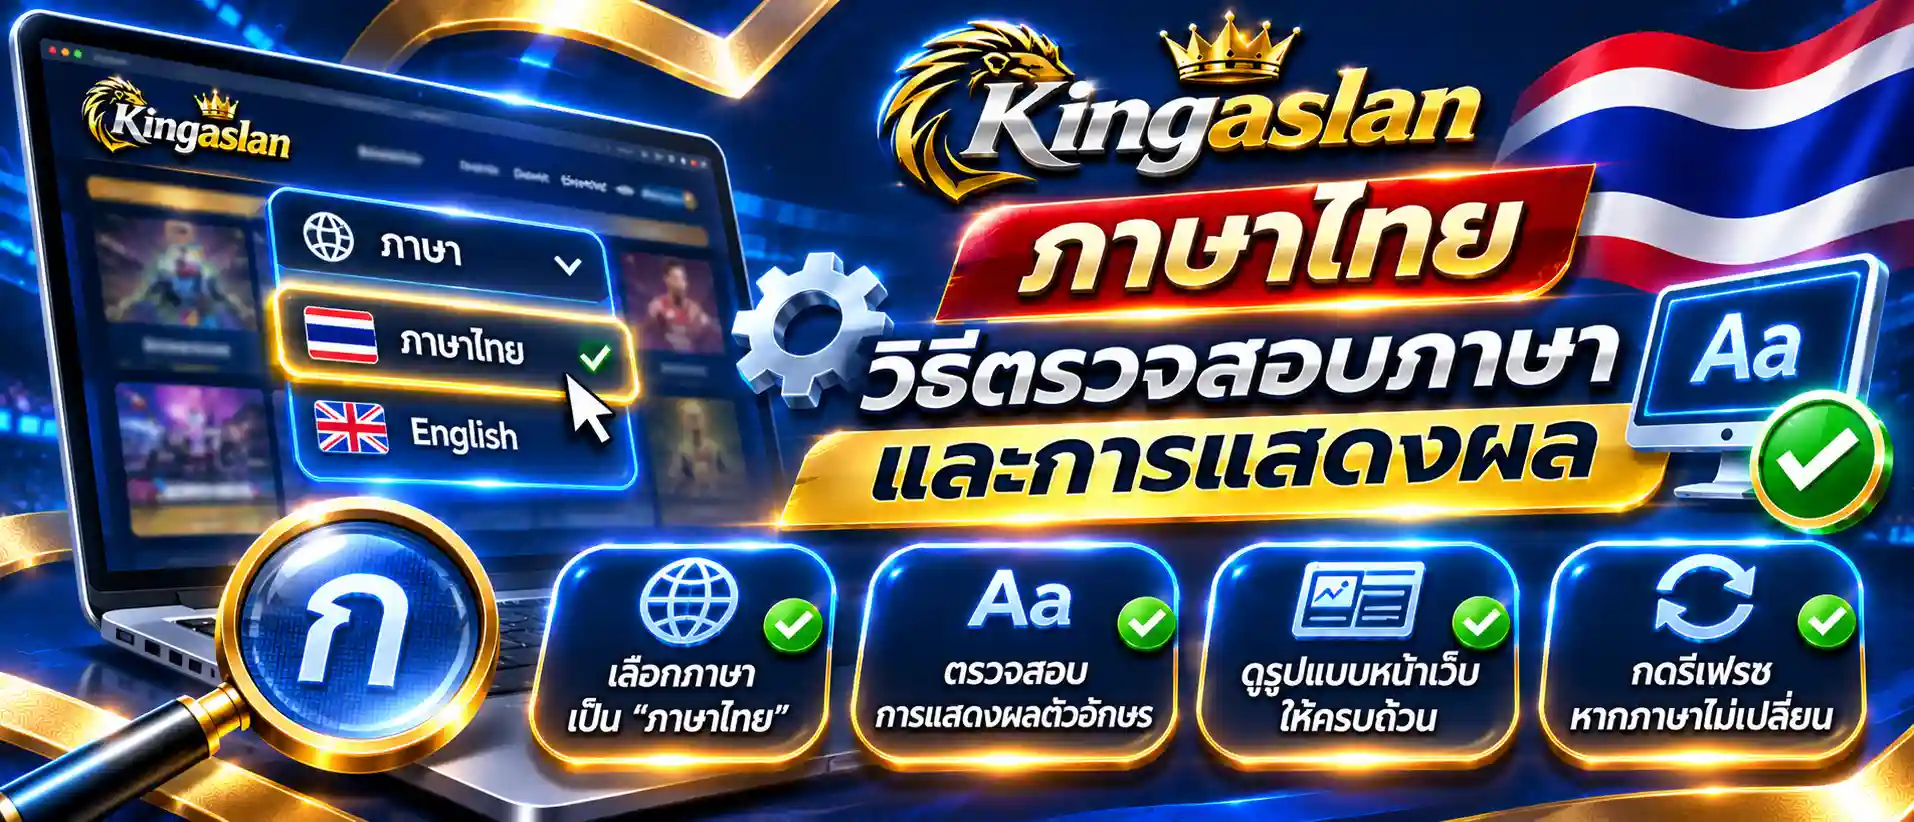 Kingaslan
ภาษา
ภาษาไทย
English
ก
Kingaslan
ภาษาไทย
วิธีตรวจสอบภาษา
และการแสดงผล
Aa
เลือกภาษา
เป็น “ภาษาไทย”
Aa
ตรวจสอบ
การแสดงผลตัวอักษร
ดูรูปแบบหน้าเว็บ
ให้ครบถ้วน
กดรีเฟรซ
หากภาษาไม่เปลี่ยน